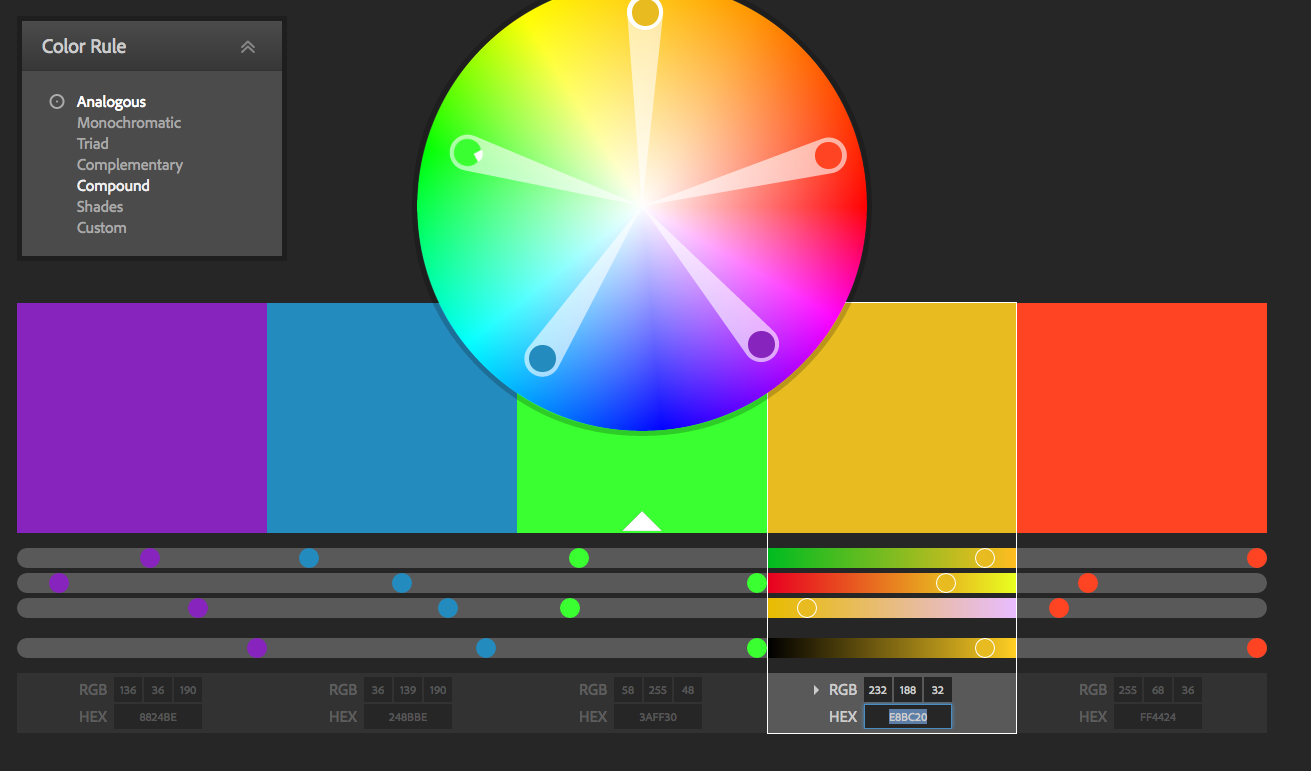 Color Rule
Analogous
Monochromatic
Triad
Complementary
Compound
Shades
Custom
RGB 136 36 190 RGB 36 139 190 RGB 58 255 48 RGB 232 188 32 RGB 255 68 36
HEX 8824BE HEX 248BBE HEX 3AFF30 HEX E8BC20 HEX FF4424